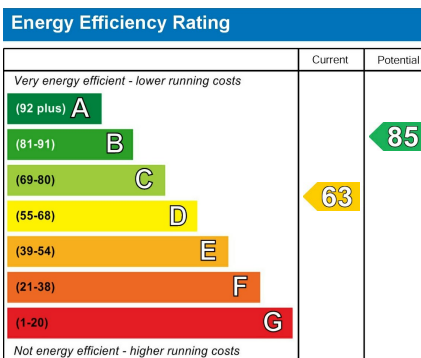 Energy Efficiency Rating
Current Potential
Very energy efficient - lower running costs
(92 plus) A
(81-91) B
85
(69-80) C
63
(55-68) D
(39-54) E
(21-38) F
(1-20) G
Not energy efficient - higher running costs